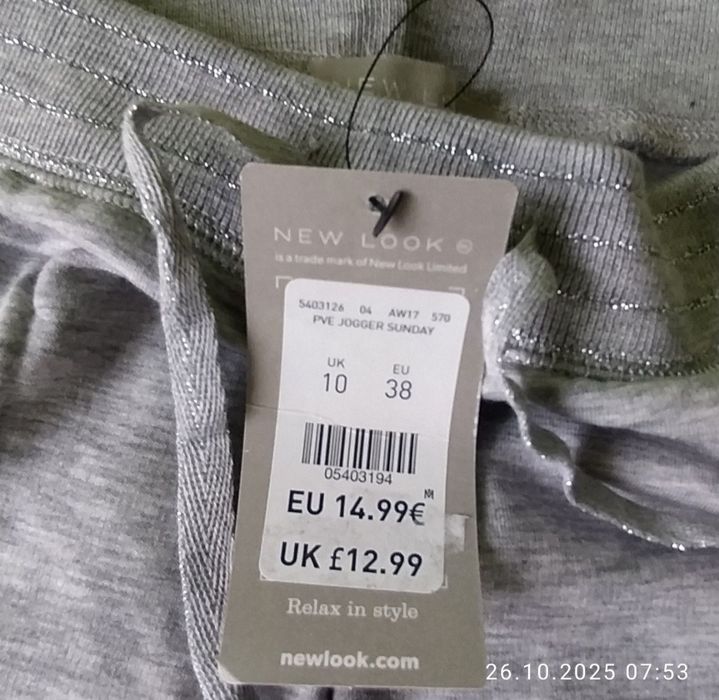 NEW LOOK
is a trade mark of New Look Limited
5403126 04 AW17 570
PVE JOGGER SUNDAY
UK EU
10 38
05403194
M
EU 14.99€
UK £12.99
Relax in style
newlook.com
26.10.2025 07:53